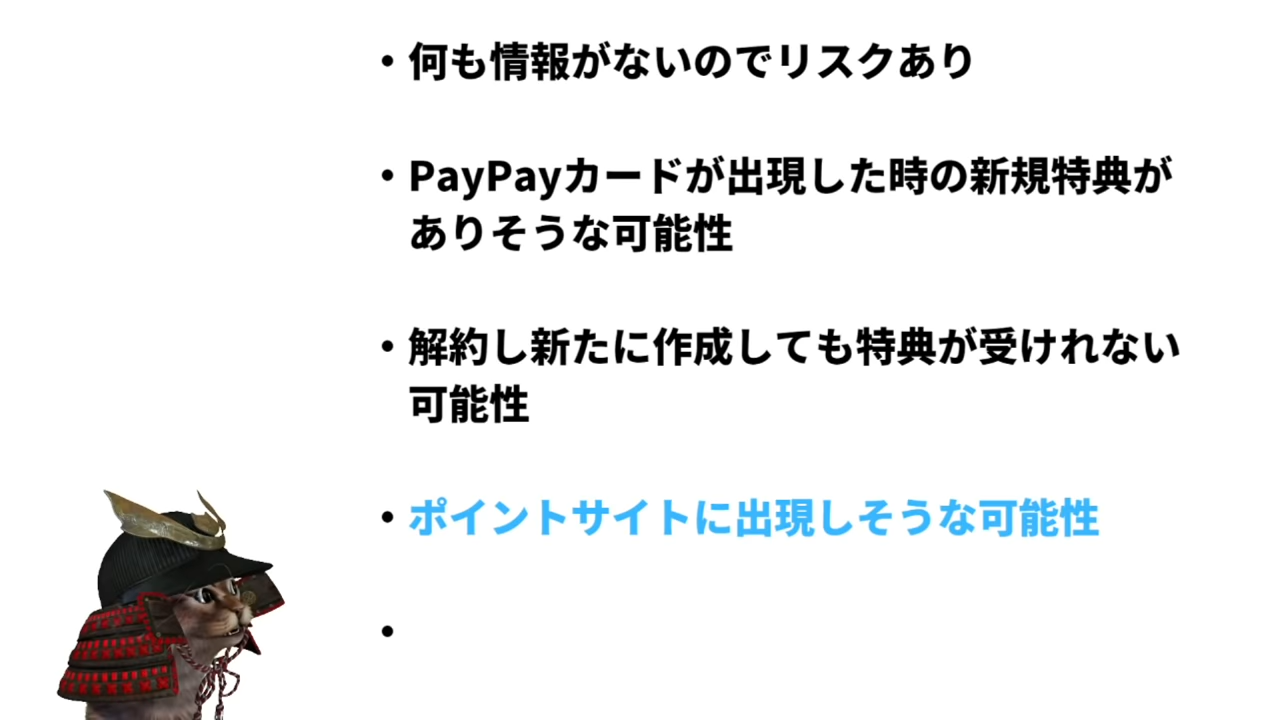 ・何も情報がないのでリスクあり
・PayPayカードが出現した時の新規特典が
ありそうな可能性
・解約し新たに作成しても特典が受けれない
可能性
・ポイントサイトに出現しそうな可能性
・